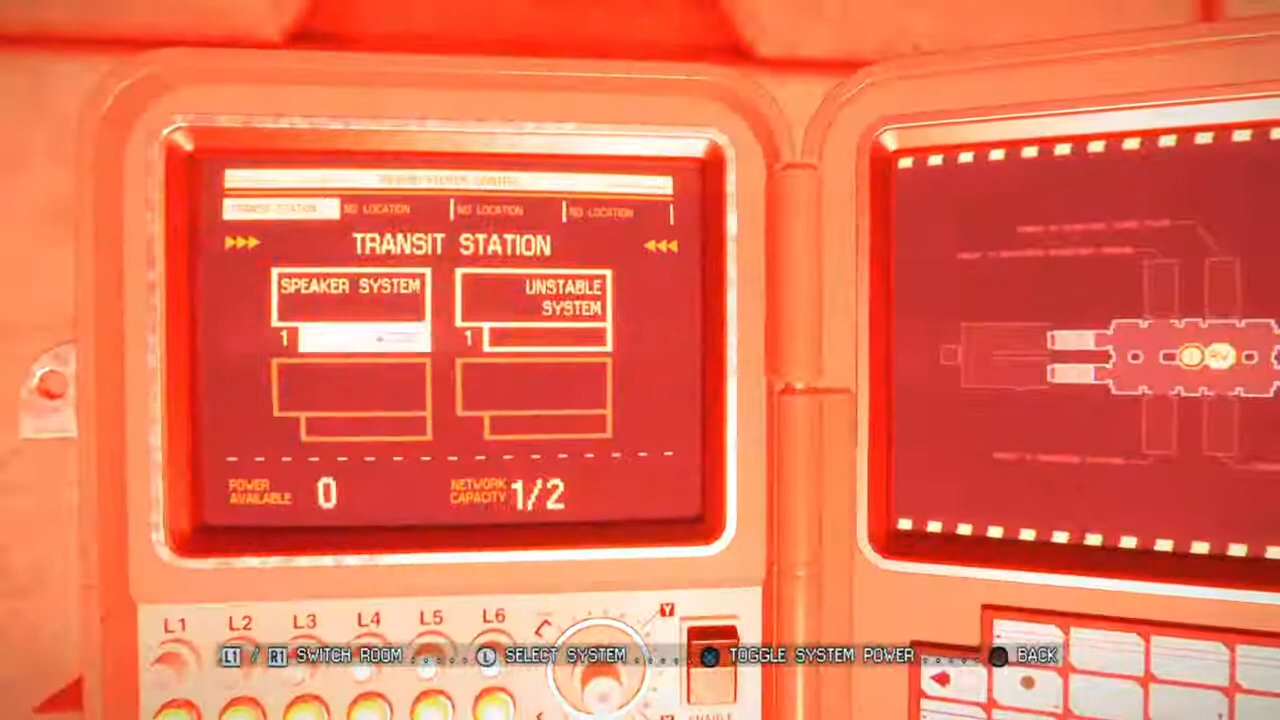 TRANSIT STATION NO LOCATION NO LOCATION NO LOCATION
TRANSIT STATION
SPEAKER SYSTEM
UNSTABLE
SYSTEM
1
1
POWER
AVAILABLE 0
NETWORK
CAPACITY 1/2
L1 L2 L3 L4 L5 L6
Y
L1 / R1 SWITCH ROOM L SELECT SYSTEM TOGGLE SYSTEM POWER BACK
ENABLE